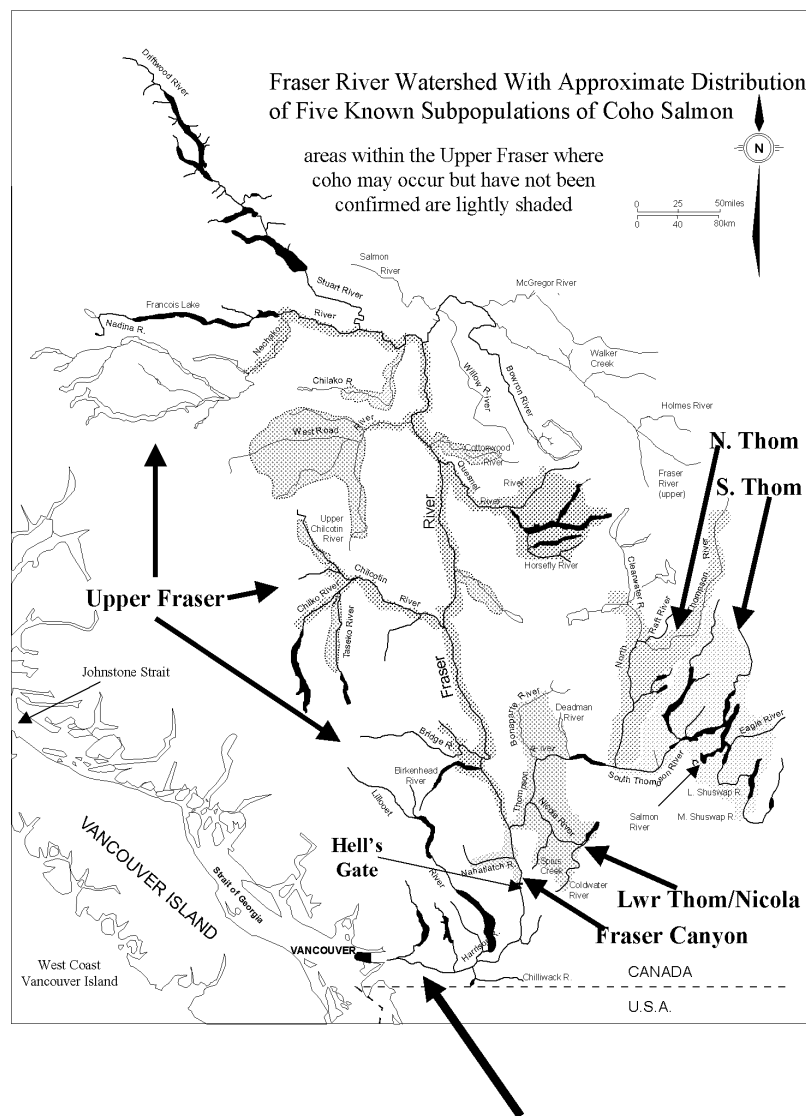 Fraser River Watershed With Approximate Distribution
of Five Known Subpopulations of Coho Salmon
areas within the Upper Fraser where
coho may occur but have not been
confirmed are lightly shaded
N
0 25 50miles
0 40 80km
Driftwood River
Stuart River
Salmon
River
McGregor River
Francois Lake
River
Nadina R.
Nechako
Walker
Creek
Willow River
Bowron River
Chilako R.
Holmes River
West Road
River
Cottonwood
River
N. Thom
Fraser
River
(upper)
Quesnel
River
River
S. Thom
Upper
Chilcotin
River
River
Horsefly River
Clearwater R.
Raft River
Thompson
River
Chilcotin
River
Upper Fraser
Chilko River
Taseko River
North
Johnstone Strait
Fraser
Bonaparte River
Deadman
River
Bridge R.
River
Eagle River
Birkenhead
River
South Thompson River
Lillooet
River
Thompson
L. Shuswap R.
Salmon
River
M. Shuswap R.
Nicola River
VANCOUVER ISLAND
Hell's
Gate
Nahatlatch R.
Spius
Creek
Coldwater
River
Strait of Georgia
Lwr Thom/Nicola
Fraser Canyon
VANCOUVER
Harrison R.
West Coast
Vancouver Island
Chilliwack R.
CANADA
U.S.A.